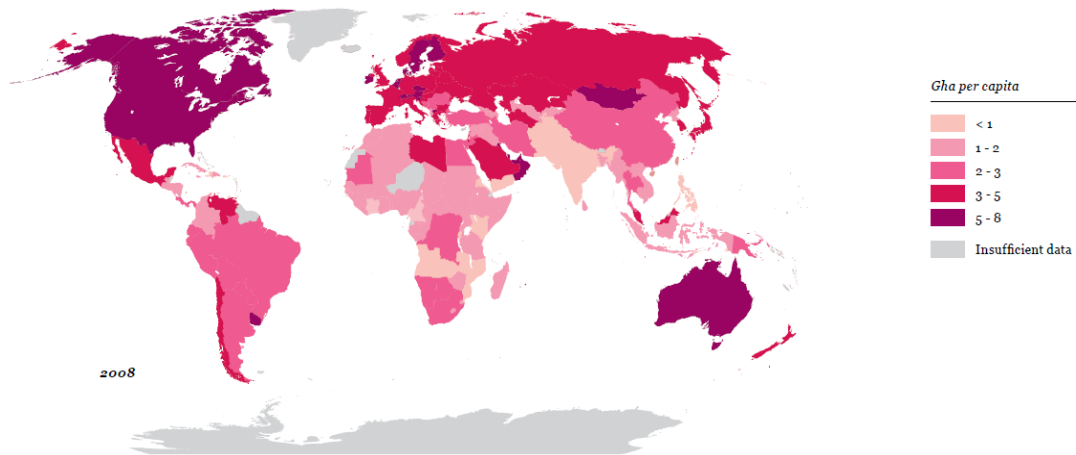 Gha per capita
< 1
1 - 2
2 - 3
3 - 5
5 - 8
Insufficient data
2008